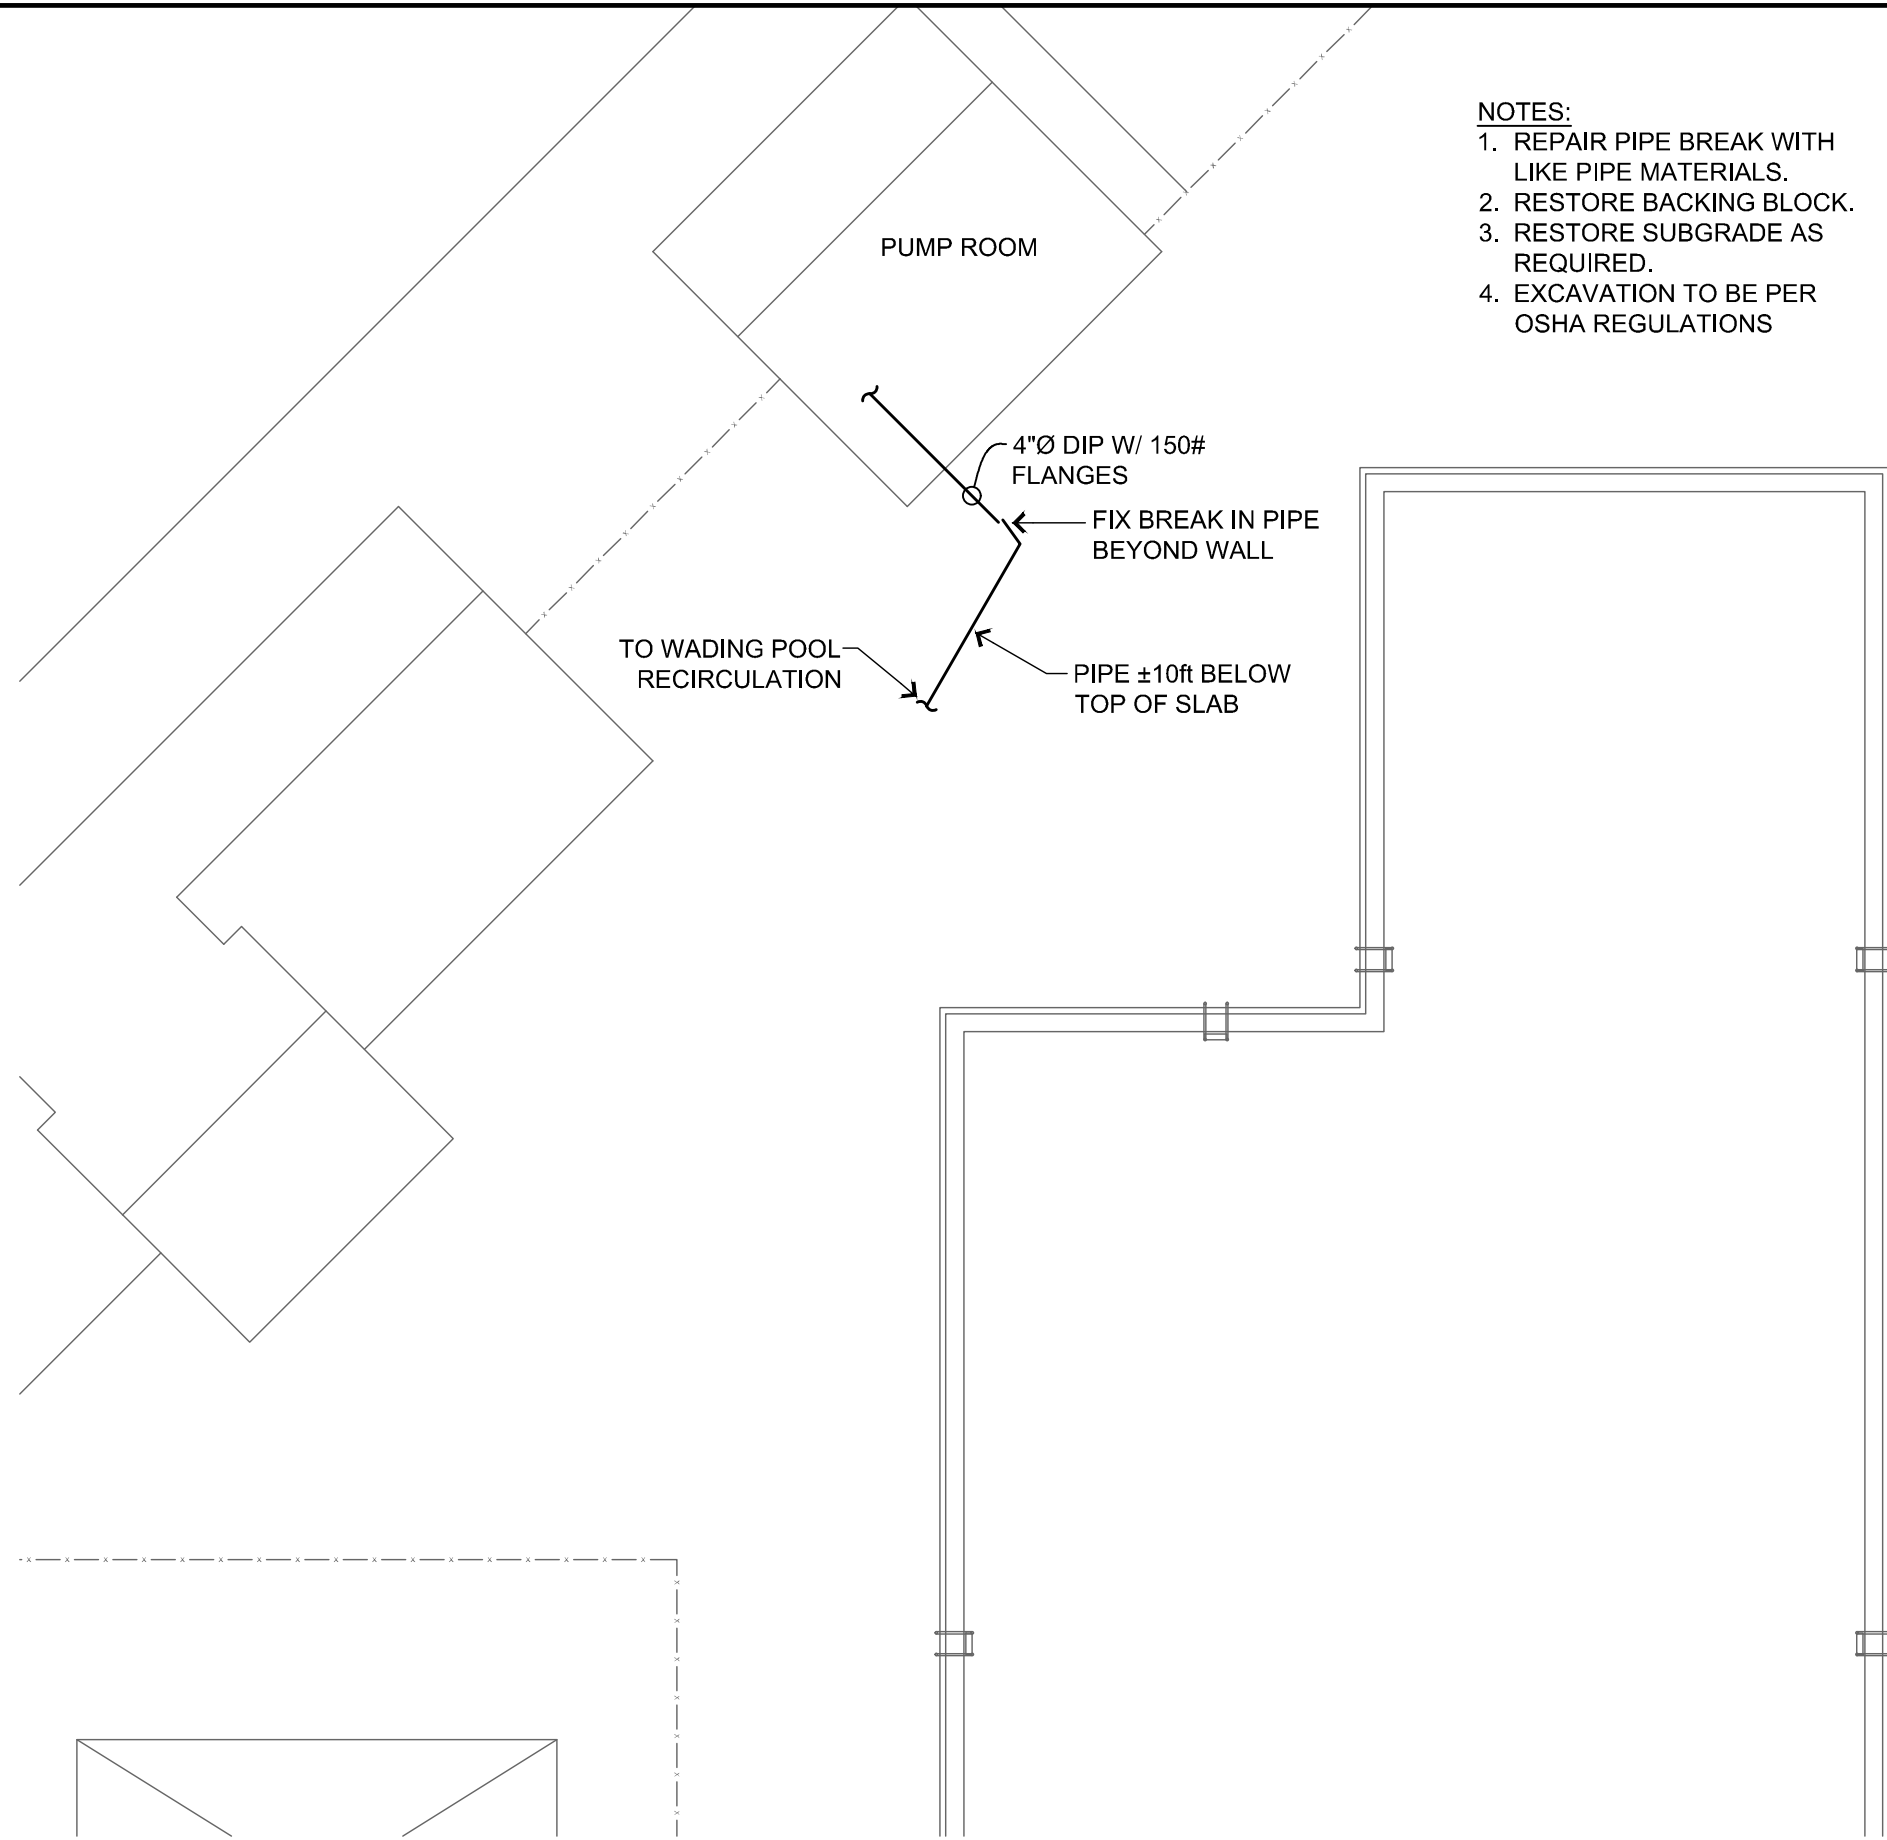 NOTES:
1. REPAIR PIPE BREAK WITH
LIKE PIPE MATERIALS.
2. RESTORE BACKING BLOCK.
3. RESTORE SUBGRADE AS
REQUIRED.
4. EXCAVATION TO BE PER
OSHA REGULATIONS
PUMP ROOM
4"Ø DIP W/ 150#
FLANGES
FIX BREAK IN PIPE
BEYOND WALL
TO WADING POOL
RECIRCULATION
PIPE ±10ft BELOW
TOP OF SLAB